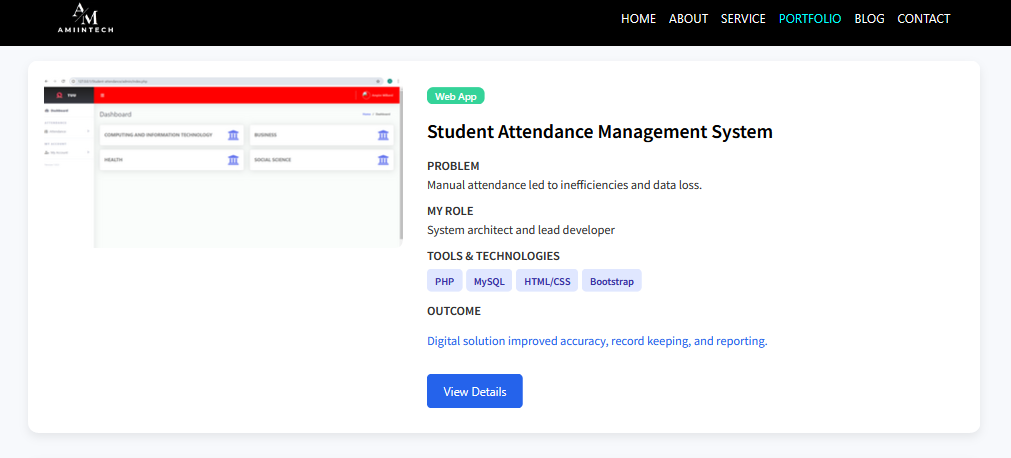 AM
AMIINTECH
HOME ABOUT SERVICE PORTFOLIO BLOG CONTACT
Dashboard
COMPUTING AND INFORMATION TECHNOLOGY
BUSINESS
HEALTH
SOCIAL SCIENCE
Web App
Student Attendance Management System
PROBLEM
Manual attendance led to inefficiencies and data loss.
MY ROLE
System architect and lead developer
TOOLS & TECHNOLOGIES
PHP MySQL HTML/CSS Bootstrap
OUTCOME
Digital solution improved accuracy, record keeping, and reporting.
View Details